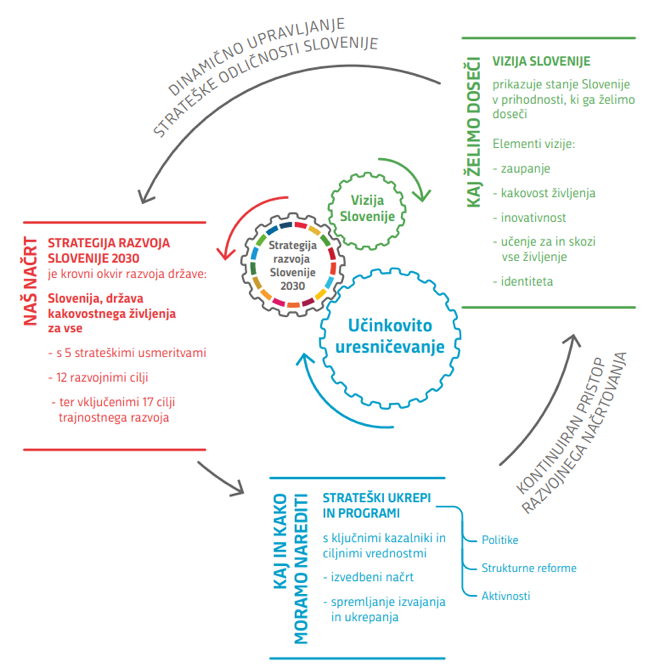 DINAMIČNO UPRAVLJANJE
STRATEŠKE ODLIČNOSTI SLOVENIJE
KAJ ŽELIMO DOSEČI
VIZIJA SLOVENIJE
prikazuje stanje Slovenije
v prihodnosti, ki ga želimo
doseči
Elementi vizije:
- zaupanje
- kakovost življenja
- inovativnost
- učenje za in skozi
vse življenje
- identiteta
Vizija
Slovenije
Strategija
razvoja
Slovenije
2030
Učinkovito
uresničevanje
NAŠ NAČRT
STRATEGIJA RAZVOJA
SLOVENIJE 2030
je krovni okvir razvoja države:
Slovenija, država
kakovostnega življenja
za vse
- s 5 strateškimi usmeritvami
- 12 razvojnimi cilji
- ter vključenimi 17 cilji
trajnostnega razvoja
KONTINUIRAN PRISTOP
RAZVOJNEGA NAČRTOVANJA
KAJ IN KAKO
MORAMO NAREDITI
STRATEŠKI UKREPI
IN PROGRAMI
s ključnimi kazalniki in
ciljnimi vrednostmi
- izvedbeni načrt
- spremljanje izvajanja
in ukrepanja
Politike
Strukturne reforme
Aktivnosti